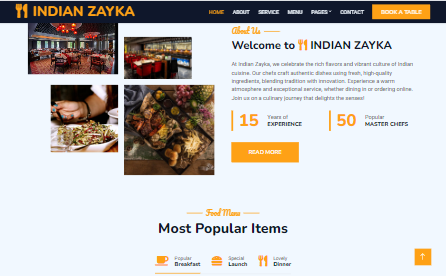 INDIAN ZAYKA
HOME ABOUT SERVICE MENU PAGES CONTACT BOOK A TABLE
About Us
Welcome to INDIAN ZAYKA
At Indian Zayka, we celebrate the rich flavors and vibrant culture of Indian
cuisine. Our chefs craft authentic dishes using fresh, high-quality
ingredients, blending tradition with innovation. Experience a warm
atmosphere and exceptional service, whether dining in or ordering online.
Join us on a culinary journey that delights the senses!
15 Years of EXPERIENCE
50 Popular MASTER CHEFS
READ MORE
Food Menu
Most Popular Items
Popular Breakfast
Special Launch
Lovely Dinner